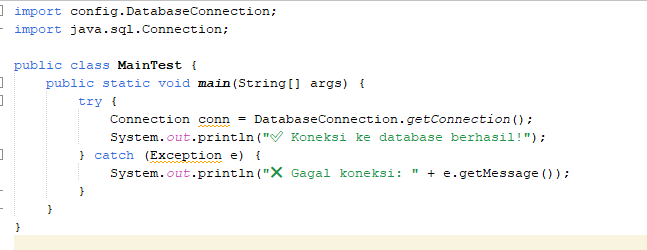 import config.DatabaseConnection;
import java.sql.Connection;
public class MainTest {
public static void main(String[] args) {
try {
Connection conn = DatabaseConnection.getConnection();
System.out.println("✅ Koneksi ke database berhasil!");
} catch (Exception e) {
System.out.println("❌ Gagal koneksi: " + e.getMessage());
}
}
}